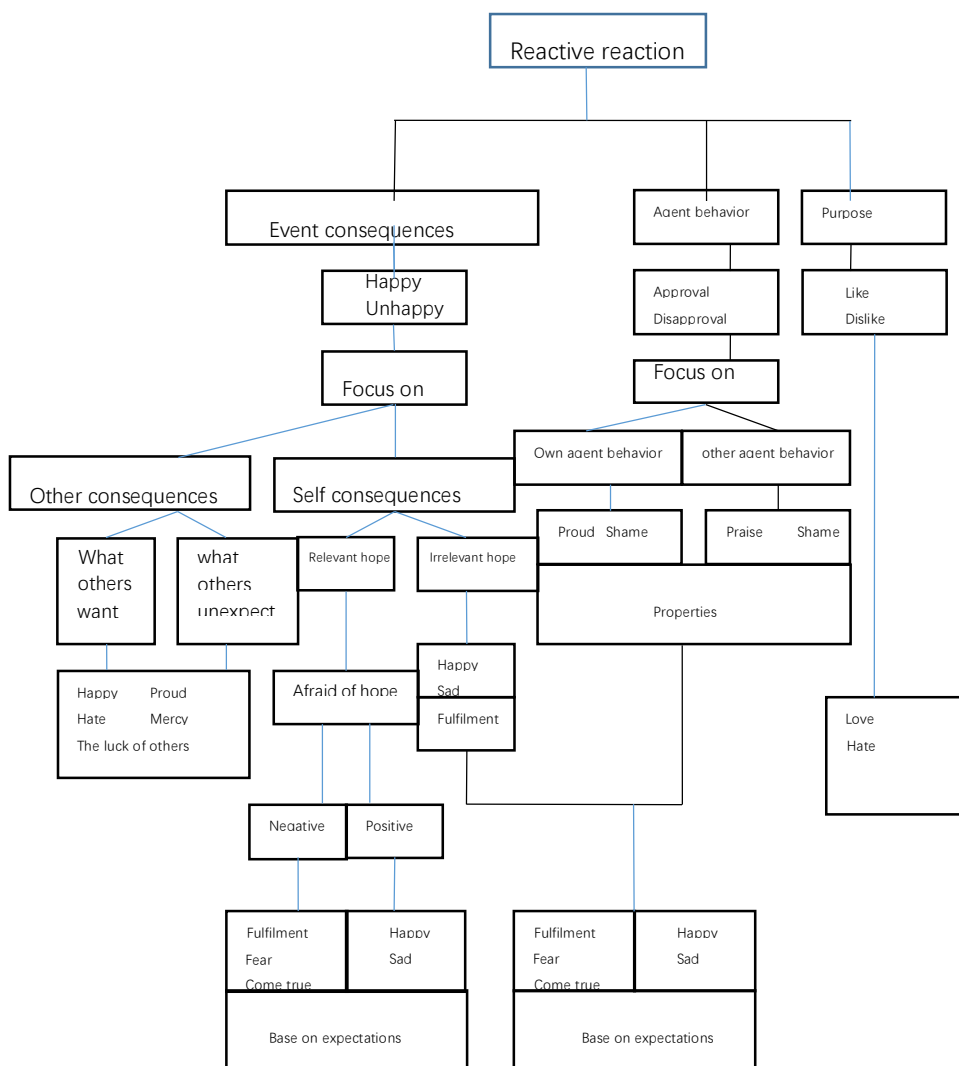 Reactive reaction
Event consequences
Agent behavior
Purpose
Happy
Unhappy
Approval
Disapproval
Like
Dislike
Focus on
Focus on
Own agent behavior
other agent behavior
Other consequences
Self consequences
What
others
want
what
others
unexpect
Relevant hope
Irrelevant hope
Proud Shame
Praise Shame
Properties
Happy
Sad
Fulfilment
Happy Proud
Hate Mercy
The luck of others
Afraid of hope
Love
Hate
Negative
Positive
Fulfilment
Fear
Come true
Happy
Sad
Base on expectations
Fulfilment
Fear
Come true
Happy
Sad
Base on expectations